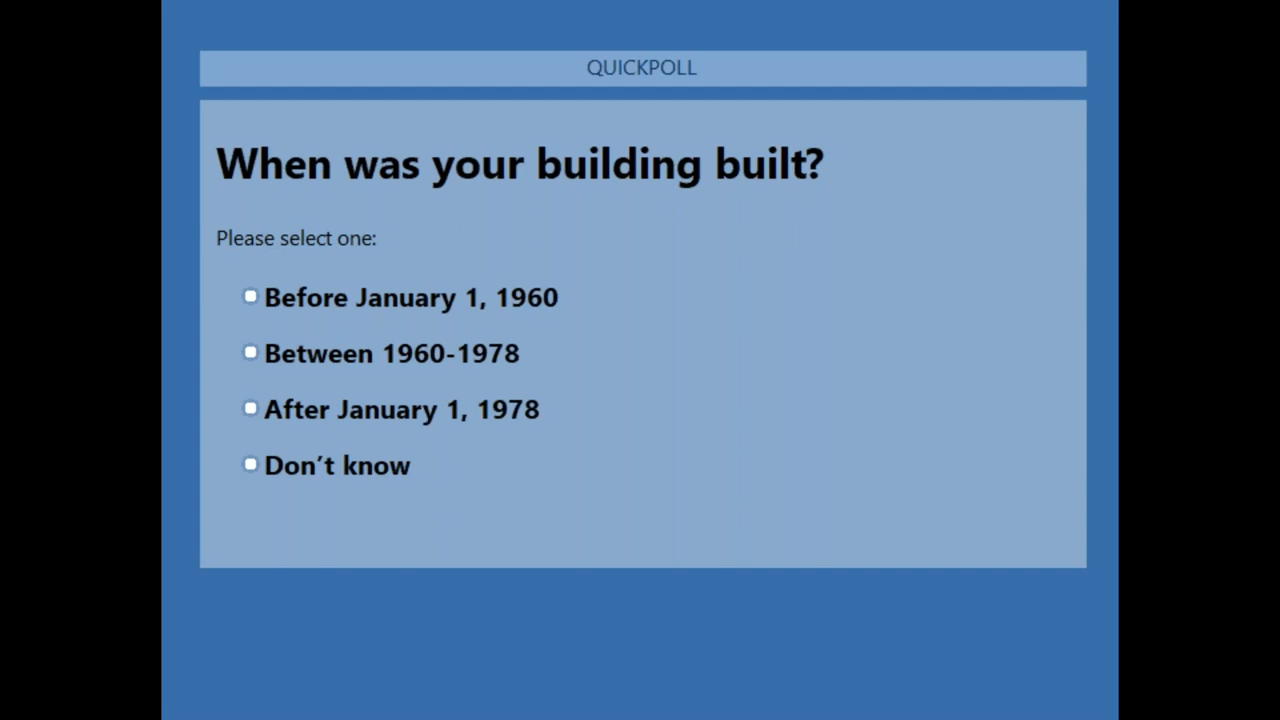 QUICKPOLL
When was your building built?
Please select one:
Before January 1, 1960
Between 1960-1978
After January 1, 1978
Don’t know